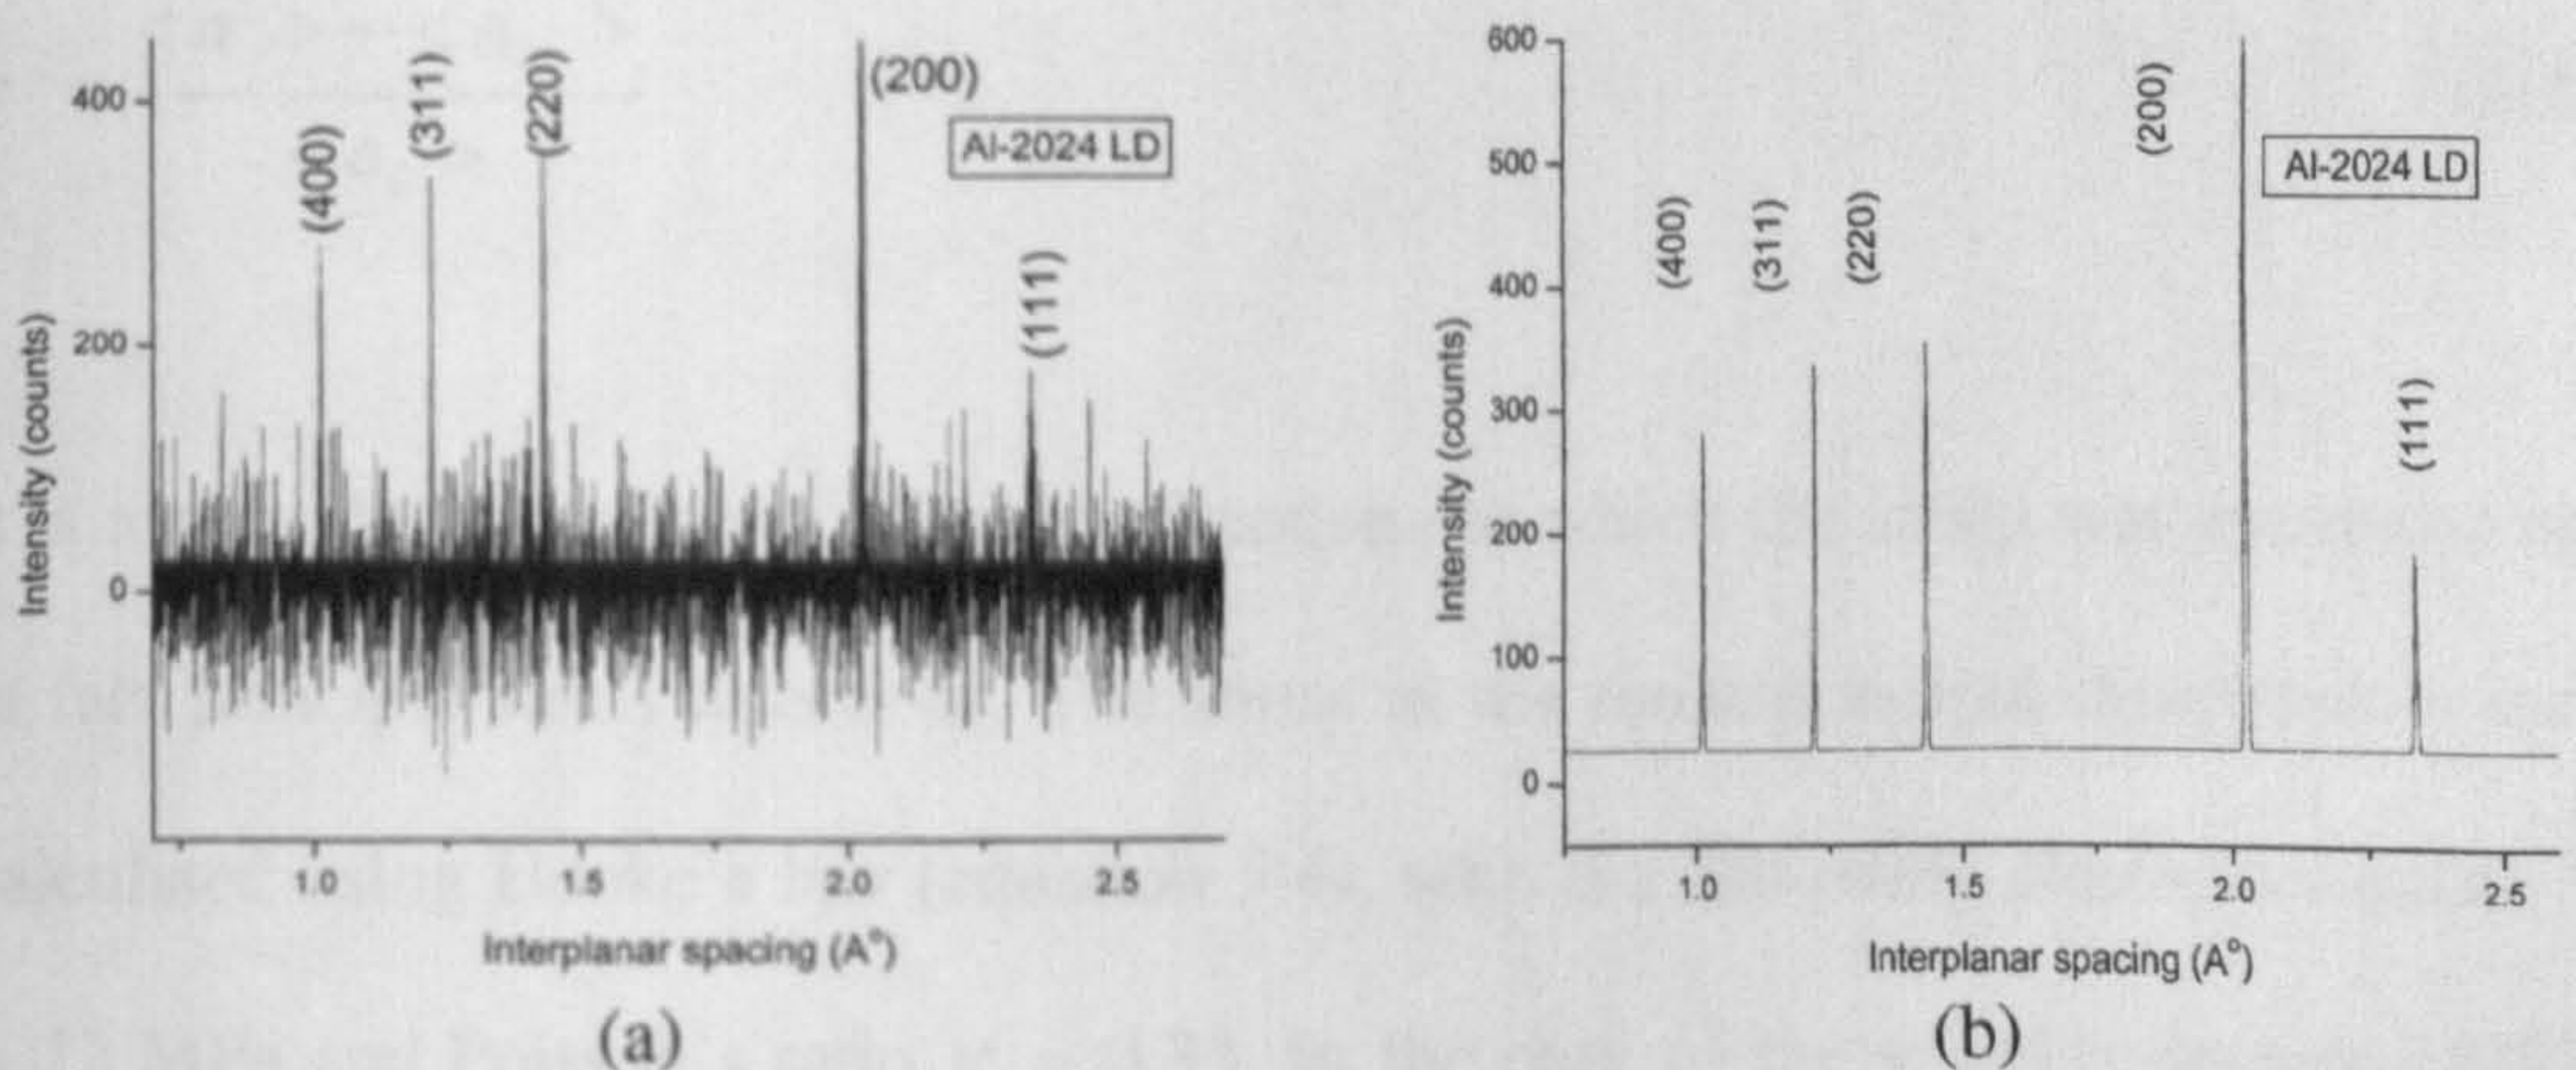 400
200
0
Intensity (counts)
(400)
(311)
(220)
(200)
Al-2024 LD
(111)
1.0 1.5 2.0 2.5
Interplanar spacing (A°)
(a)
600
500
400
300
200
100
0
Intensity (counts)
(400)
(311)
(220)
(200)
Al-2024 LD
(111)
1.0 1.5 2.0 2.5
Interplanar spacing (A°)
(b)